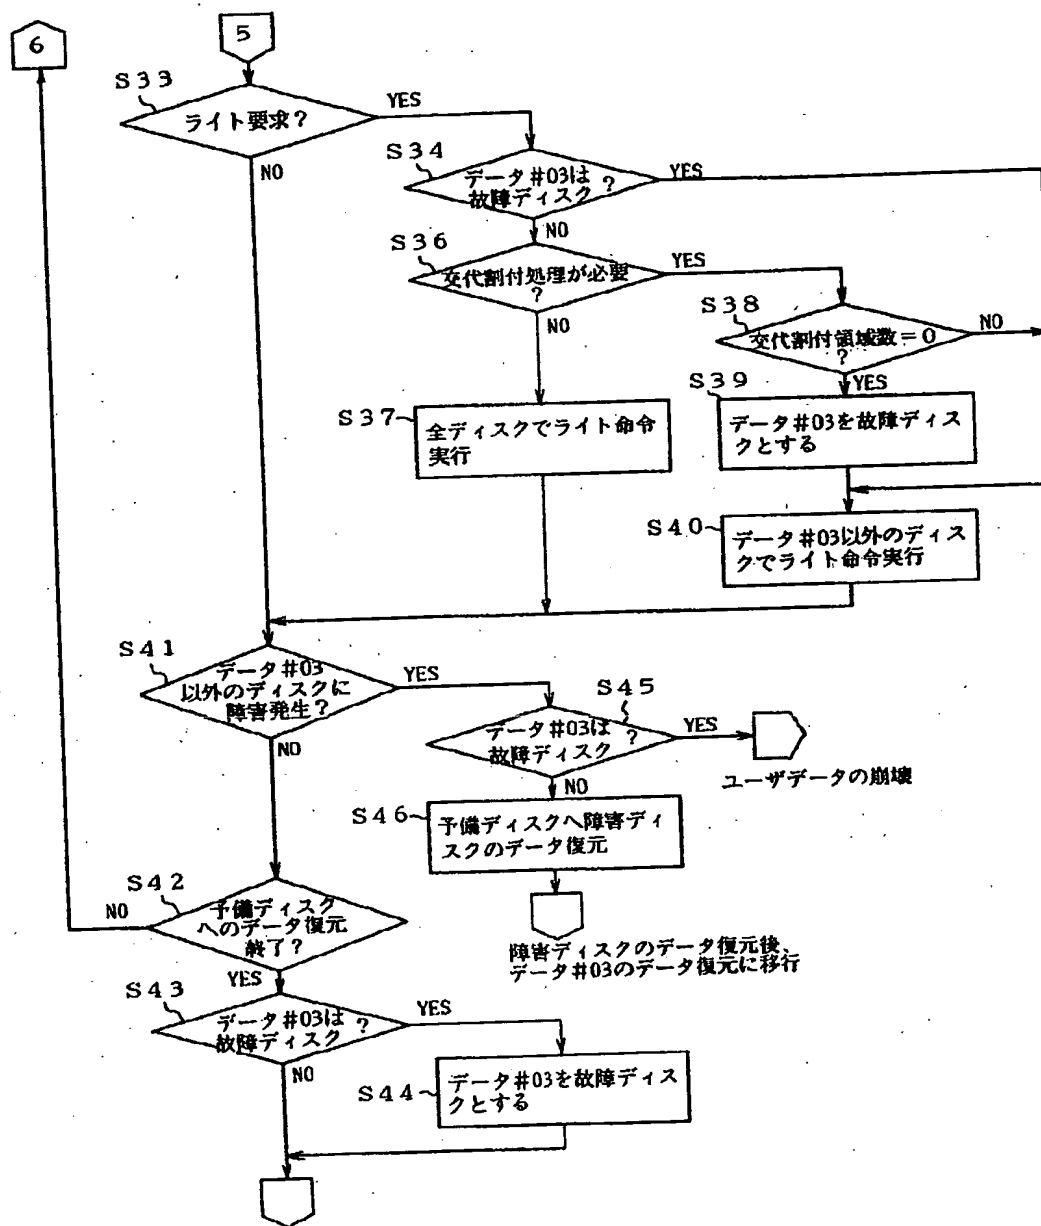 6
5
S33
ライト要求?
YES
NO
S34
データ#03は
故障ディスク
?
YES
NO
S36
交代割付処理が必要
?
YES
NO
S38
交代割付領域数=0
?
NO
YES
S37
全ディスクでライト命令
実行
S39
データ#03を故障ディス
クとする
S40
データ#03以外のディス
クでライト命令実行
S41
データ#03
以外のディスクに
障害発生?
YES
NO
S45
データ#03は
故障ディスク
?
YES
NO
ユーザデータの崩壊
S46
予備ディスクへ障害ディ
スクのデータ復元
障害ディスクのデータ復元後、
データ#03のデータ復元に移行
S42
予備ディスク
へのデータ復元
終了?
NO
YES
S43
データ#03は
故障ディスク
?
YES
NO
S44
データ#03を故障ディス
クとする